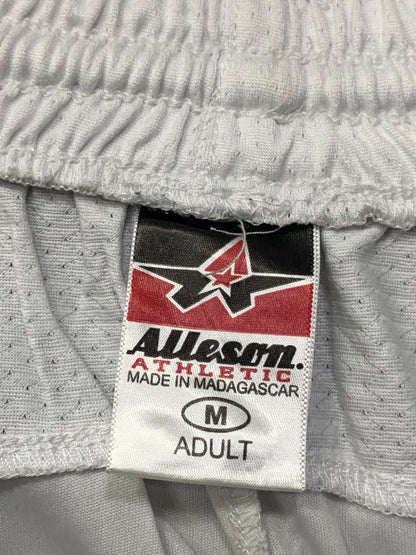 Alleson.
ATHLETIC
MADE IN MADAGASCAR
M
ADULT